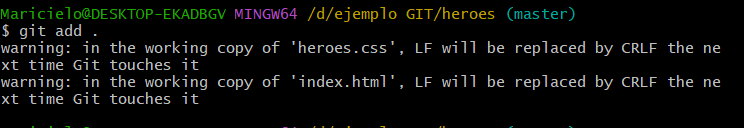 Maricielo@DESKTOP-EKADBGV MINGW64 /d/ejemplo GIT/heroes (master)
$ git add .
warning: in the working copy of 'heroes.css', LF will be replaced by CRLF the ne
xt time Git touches it
warning: in the working copy of 'index.html', LF will be replaced by CRLF the ne
xt time Git touches it